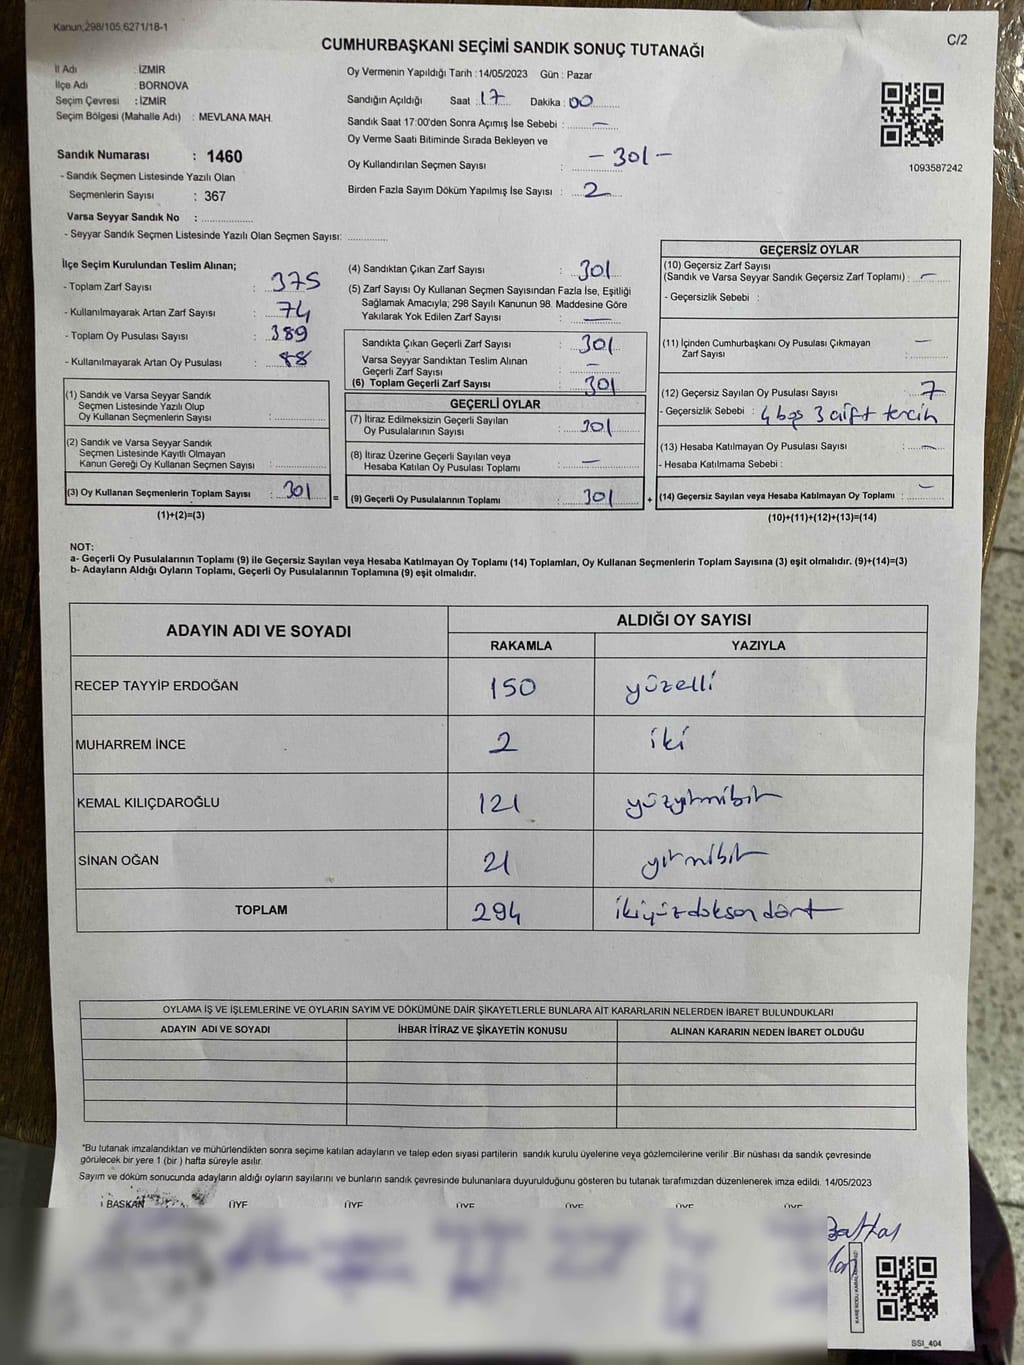 Kanun;298/105,6271/18-1
C/2
CUMHURBAŞKANI SEÇİMİ SANDIK SONUÇ TUTANAĞI
İl Adı : İZMİR
İlçe Adı : BORNOVA
Seçim Çevresi : İZMİR
Seçim Bölgesi (Mahalle Adı) : MEVLANA MAH.
Sandık Numarası : 1460
- Sandık Seçmen Listesinde Yazılı Olan
Seçmenlerin Sayısı : 367
Varsa Seyyar Sandık No :
- Seyyar Sandık Seçmen Listesinde Yazılı Olan Seçmen Sayısı:
Oy Vermenin Yapıldığı Tarih : 14/05/2023 Gün : Pazar
Sandığın Açıldığı Saat : 17 Dakika : 00
Sandık Saat 17:00'den Sonra Açımış İse Sebebi : —
Oy Verme Saati Bitiminde Sırada Bekleyen ve
Oy Kullandırılan Seçmen Sayısı : - 301 -
Birden Fazla Sayım Döküm Yapılmış İse Sayısı : 2
1093587242
İlçe Seçim Kurulundan Teslim Alınan;
- Toplam Zarf Sayısı : 375
- Kullanılmayarak Artan Zarf Sayısı : 74
- Toplam Oy Pusulası Sayısı : 389
- Kullanılmayarak Artan Oy Pusulası : 88
(1) Sandık ve Varsa Seyyar Sandık
Seçmen Listesinde Yazılı Olup
Oy Kullanan Seçmenlerin Sayısı :
(2) Sandık ve Varsa Seyyar Sandık
Seçmen Listesinde Kayıtlı Olmayan
Kanun Gereği Oy Kullanan Seçmen Sayısı :
(3) Oy Kullanan Seçmenlerin Toplam Sayısı : 301
(1)+(2)=(3)
(4) Sandıktan Çıkan Zarf Sayısı : 301
(5) Zarf Sayısı Oy Kullanan Seçmen Sayısından Fazla İse, Eşitliği
Sağlamak Amacıyla; 298 Sayılı Kanunun 98. Maddesine Göre
Yakılarak Yok Edilen Zarf Sayısı : —
Sandıkta Çıkan Geçerli Zarf Sayısı : 301
Varsa Seyyar Sandıktan Teslim Alınan
Geçerli Zarf Sayısı : —
(6) Toplam Geçerli Zarf Sayısı : 301
GEÇERLİ OYLAR
(7) İtiraz Edilmeksizin Geçerli Sayılan
Oy Pusulalarının Sayısı : 301
(8) İtiraz Üzerine Geçerli Sayılan veya
Hesaba Katılan Oy Pusulası Toplamı : —
= (9) Geçerli Oy Pusulalarının Toplamı : 301
GEÇERSİZ OYLAR
(10) Geçersiz Zarf Sayısı
(Sandık ve Varsa Seyyar Sandık Geçersiz Zarf Toplamı) : —
- Geçersizlik Sebebi :
(11) İçinden Cumhurbaşkanı Oy Pusulası Çıkmayan
Zarf Sayısı : —
(12) Geçersiz Sayılan Oy Pusulası Sayısı : 7
- Geçersizlik Sebebi : 4 boş 3 çift tercih
(13) Hesaba Katılmayan Oy Pusulası Sayısı : —
- Hesaba Katılmama Sebebi :
+ (14) Geçersiz Sayılan veya Hesaba Katılmayan Oy Toplamı : —
(10)+(11)+(12)+(13)=(14)
NOT:
a- Geçerli Oy Pusulalarının Toplamı (9) ile Geçersiz Sayılan veya Hesaba Katılmayan Oy Toplamı (14) Toplamları, Oy Kullanan Seçmenlerin Toplam Sayısına (3) eşit olmalıdır. (9)+(14)=(3)
b- Adayların Aldığı Oyların Toplamı, Geçerli Oy Pusulalarının Toplamına (9) eşit olmalıdır.
ADAYIN ADI VE SOYADI ALDIĞI OY SAYISI
RAKAMLA YAZIYLA
RECEP TAYYİP ERDOĞAN 150 yüzelli
MUHARREM İNCE 2 iki
KEMAL KILIÇDAROĞLU 121 yüzyirmibir
SİNAN OĞAN 21 yirmibir
TOPLAM 294 ikiyüzdoksan dört
OYLAMA İŞ VE İŞLEMLERİNE VE OYLARIN SAYIM VE DÖKÜMÜNE DAİR ŞİKAYETLERLE BUNLARA AİT KARARLARIN NELERDEN İBARET BULUNDUKLARI
ADAYIN ADI VE SOYADI İHBAR İTİRAZ VE ŞİKAYETİN KONUSU ALINAN KARARIN NEDEN İBARET OLDUĞU
*Bu tutanak imzalandıktan ve mühürlendikten sonra seçime katılan adayların ve talep eden siyasi partilerin sandık kurulu üyelerine veya gözlemcilerine verilir .Bir nüshası da sandık çevresinde
görülecek bir yere 1 (bir ) hafta süreyle asılır.
Sayım ve döküm sonucunda adayların aldığı oyların sayılarını ve bunların sandık çevresinde bulunanlara duyurulduğunu gösteren bu tutanak tarafımızdan düzenlenerek imza edildi. 14/05/2023
BAŞKAN ÜYE ÜYE ÜYE ÜYE ÜYE ÜYE
SSI_404